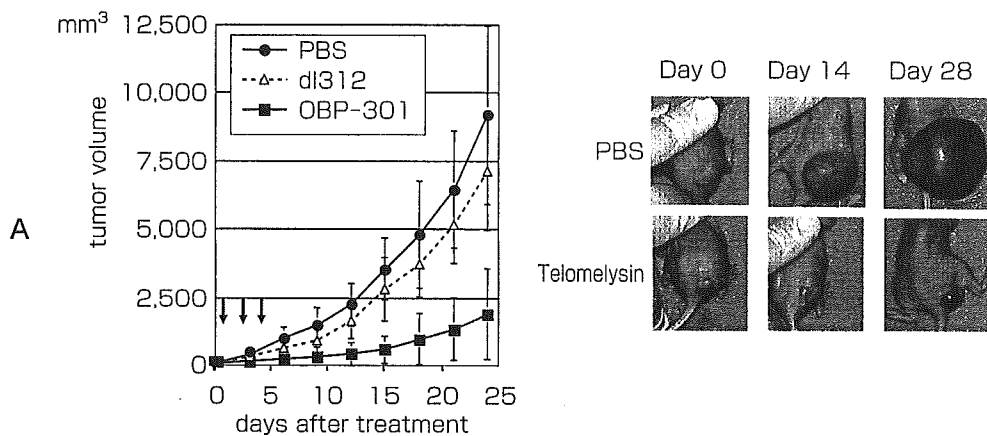 A
mm³
12,500
10,000
7,500
5,000
2,500
0
tumor volume
PBS
dl312
OBP-301
0 5 10 15 20 25
days after treatment
Day 0 Day 14 Day 28
PBS
Telomelysin